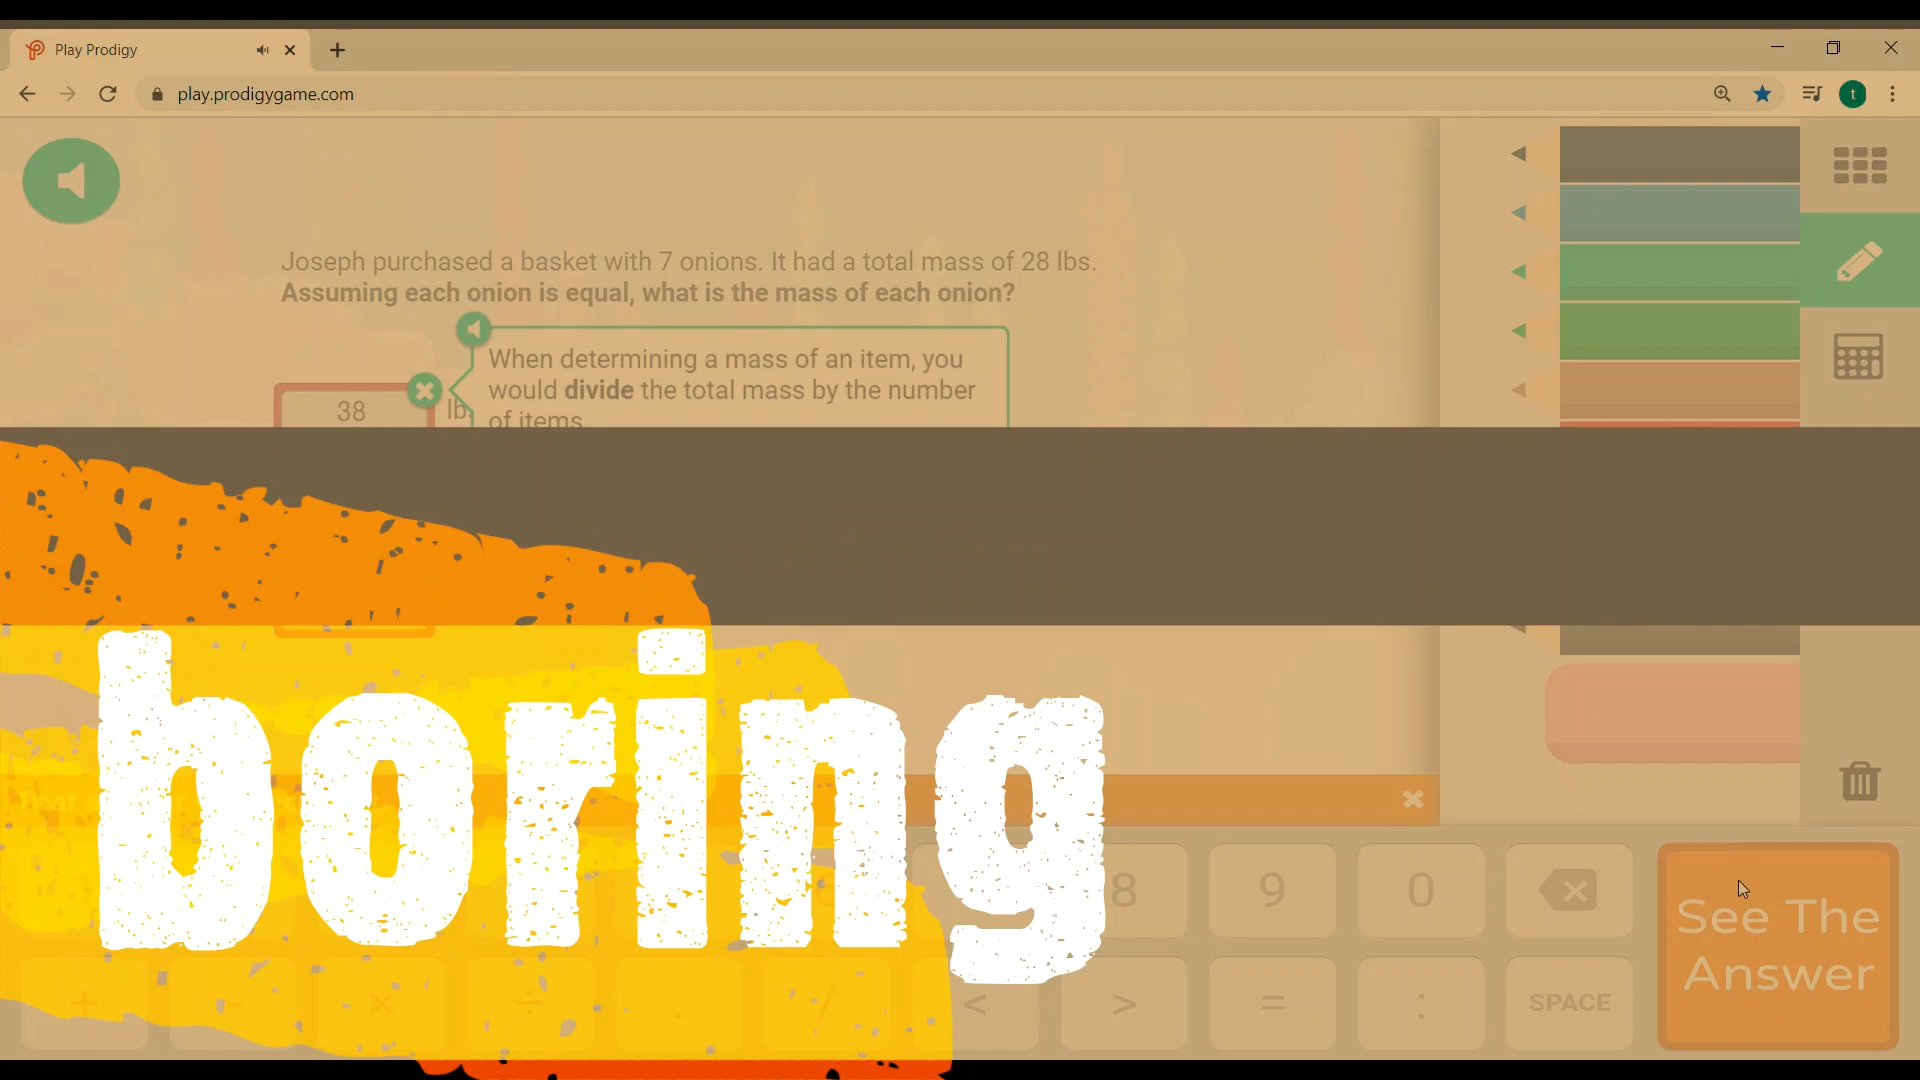 Play Prodigy
play.prodigygame.com
t
Joseph purchased a basket with 7 onions. It had a total mass of 28 lbs.
Assuming each onion is equal, what is the mass of each onion?
When determining a mass of an item, you
would divide the total mass by the number
of items
38
lb.
boring
8 9 0
See The
Answer
+ - × ÷ . / < > = : SPACE